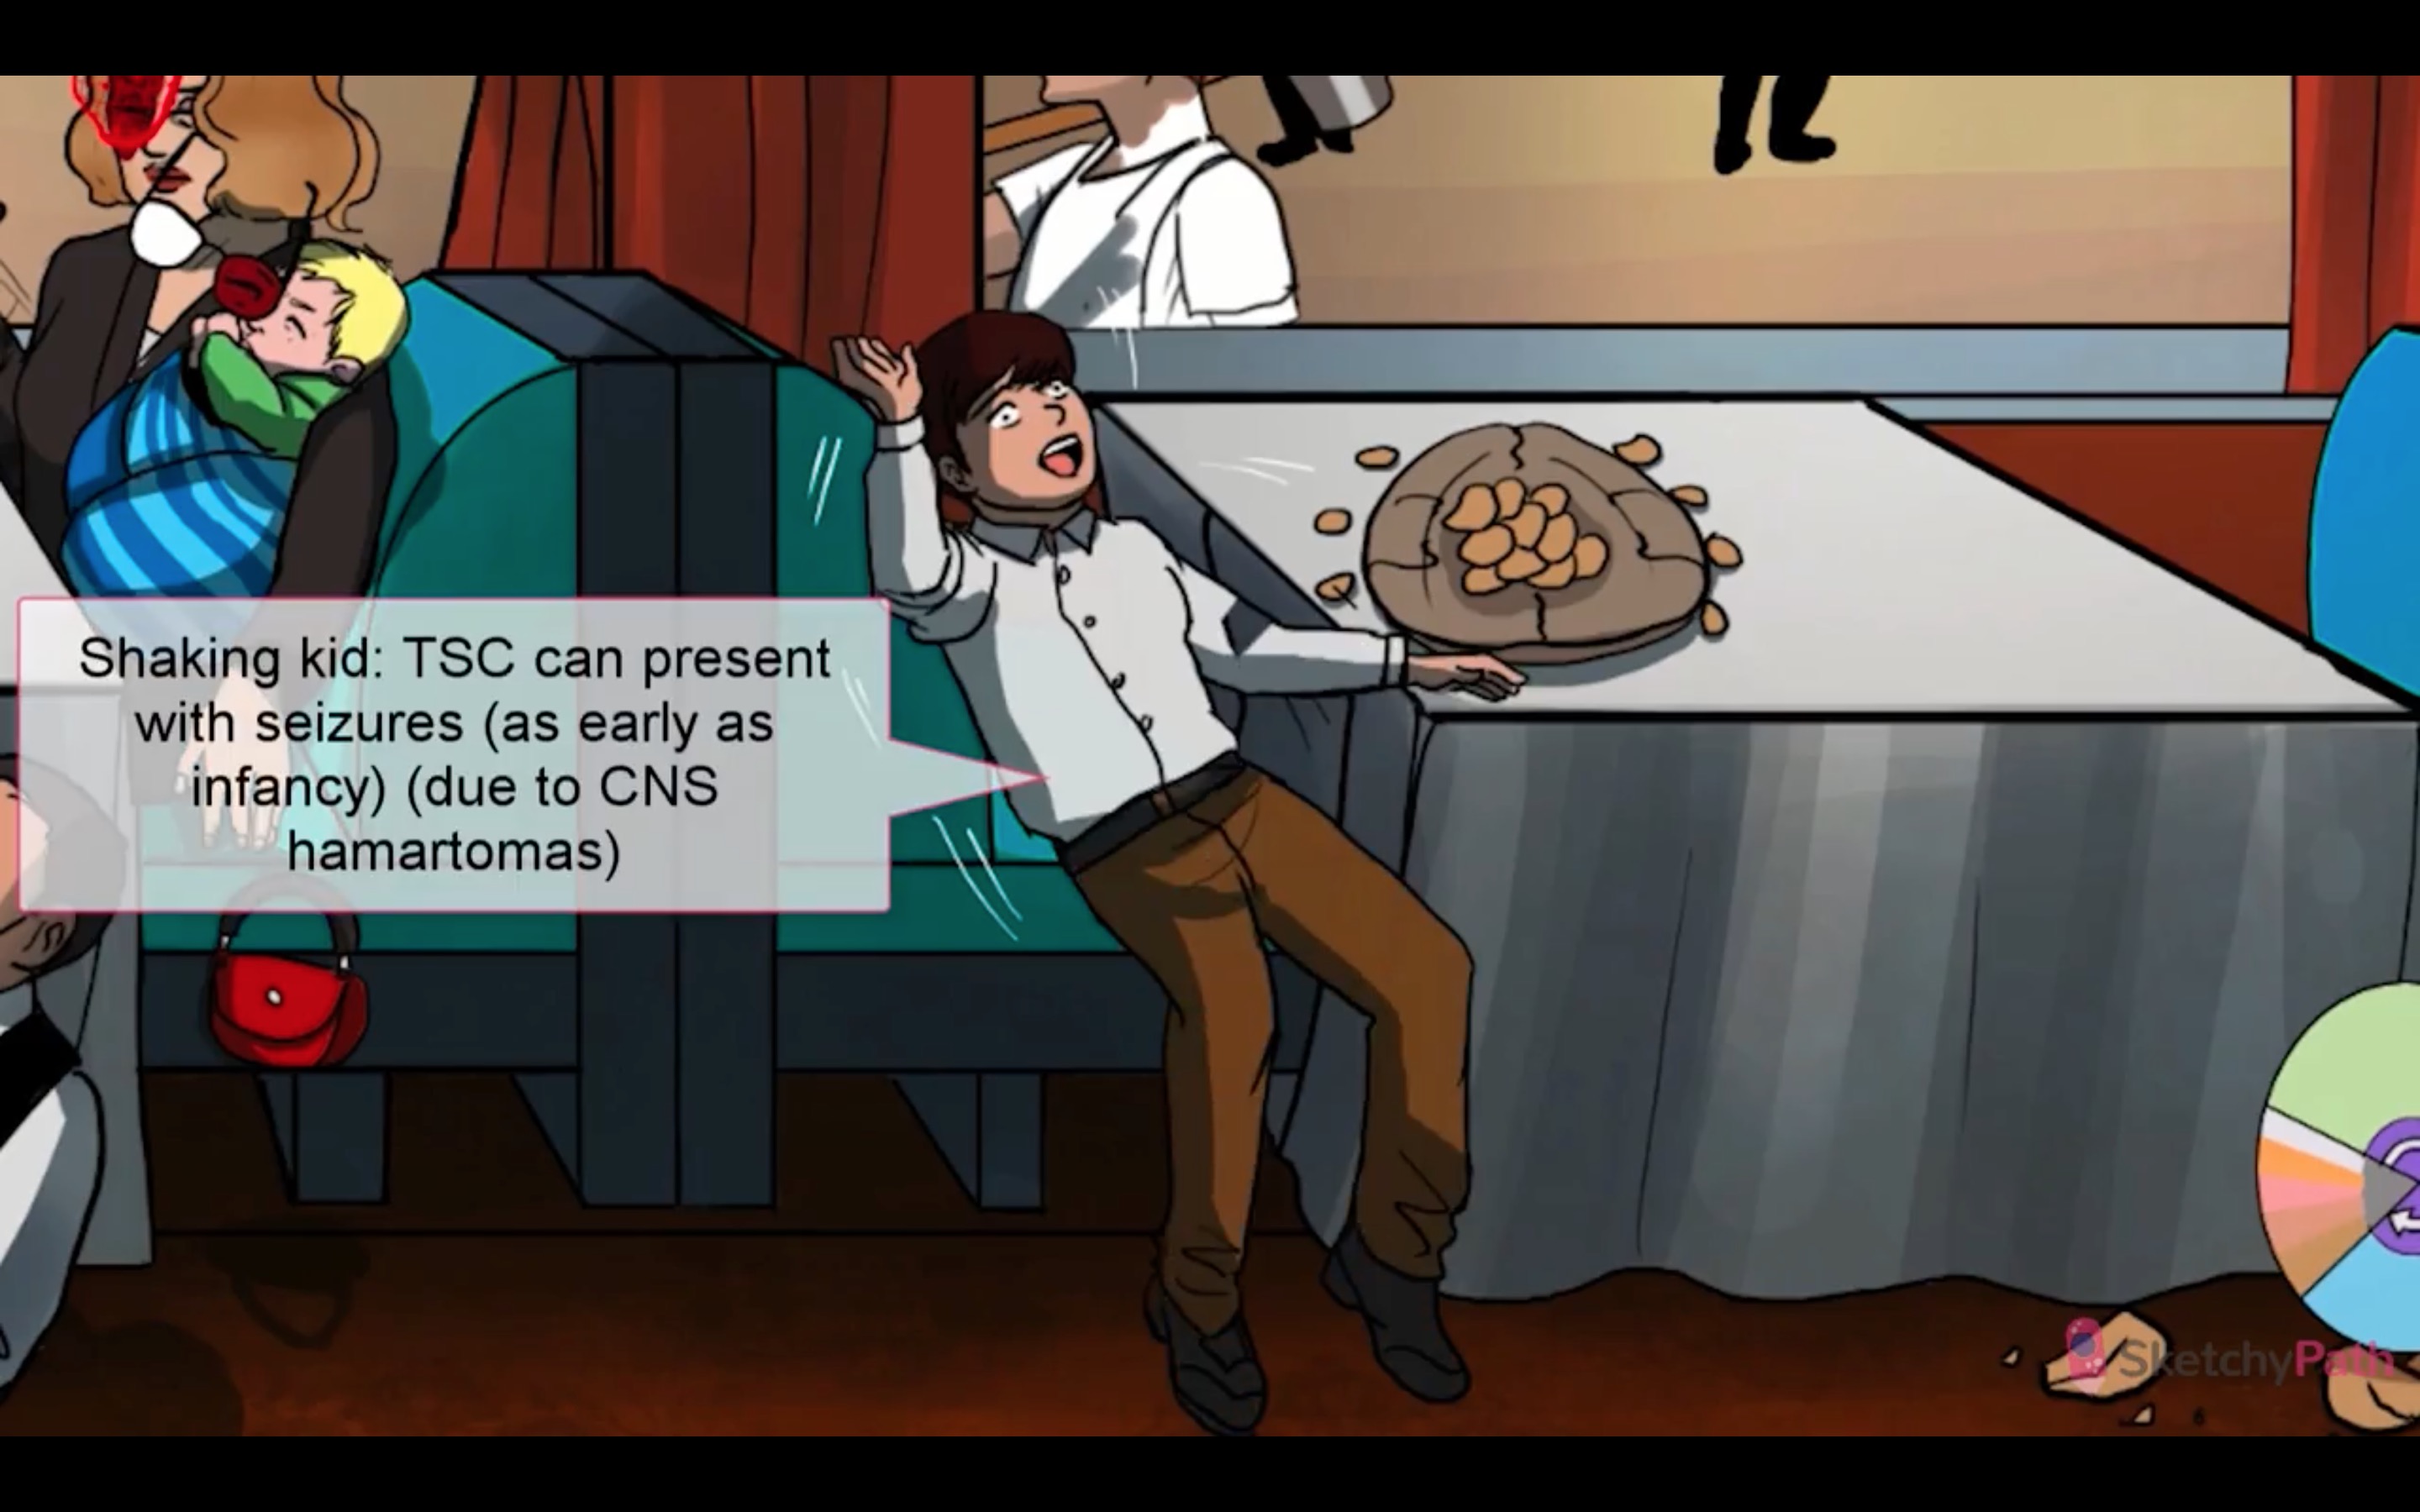 Shaking kid: TSC can present
with seizures (as early as
infancy) (due to CNS
hamartomas)
SketchyPath